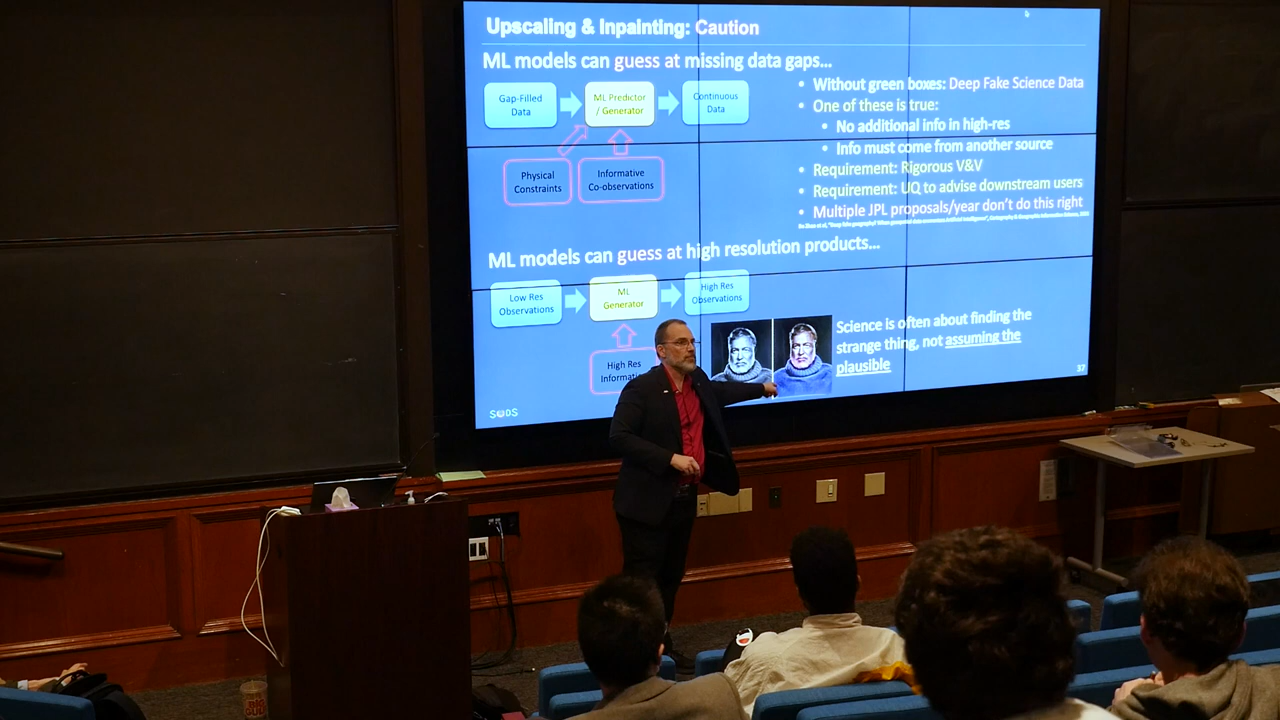 Upscaling & Inpainting: Caution
ML models can guess at missing data gaps...
Gap-Filled
Data
ML Predictor
/ Generator
Continuous
Data
Physical
Constraints
Informative
Co-observations
• Without green boxes: Deep Fake Science Data
• One of these is true:
• No additional info in high-res
• Info must come from another source
• Requirement: Rigorous V&V
• Requirement: UQ to advise downstream users
• Multiple JPL proposals/year don't do this right
ML models can guess at high resolution products...
Low Res
Observations
ML
Generator
High Res
Observations
High Res
Science is often about finding the
strange thing, not assuming the
plausible
37